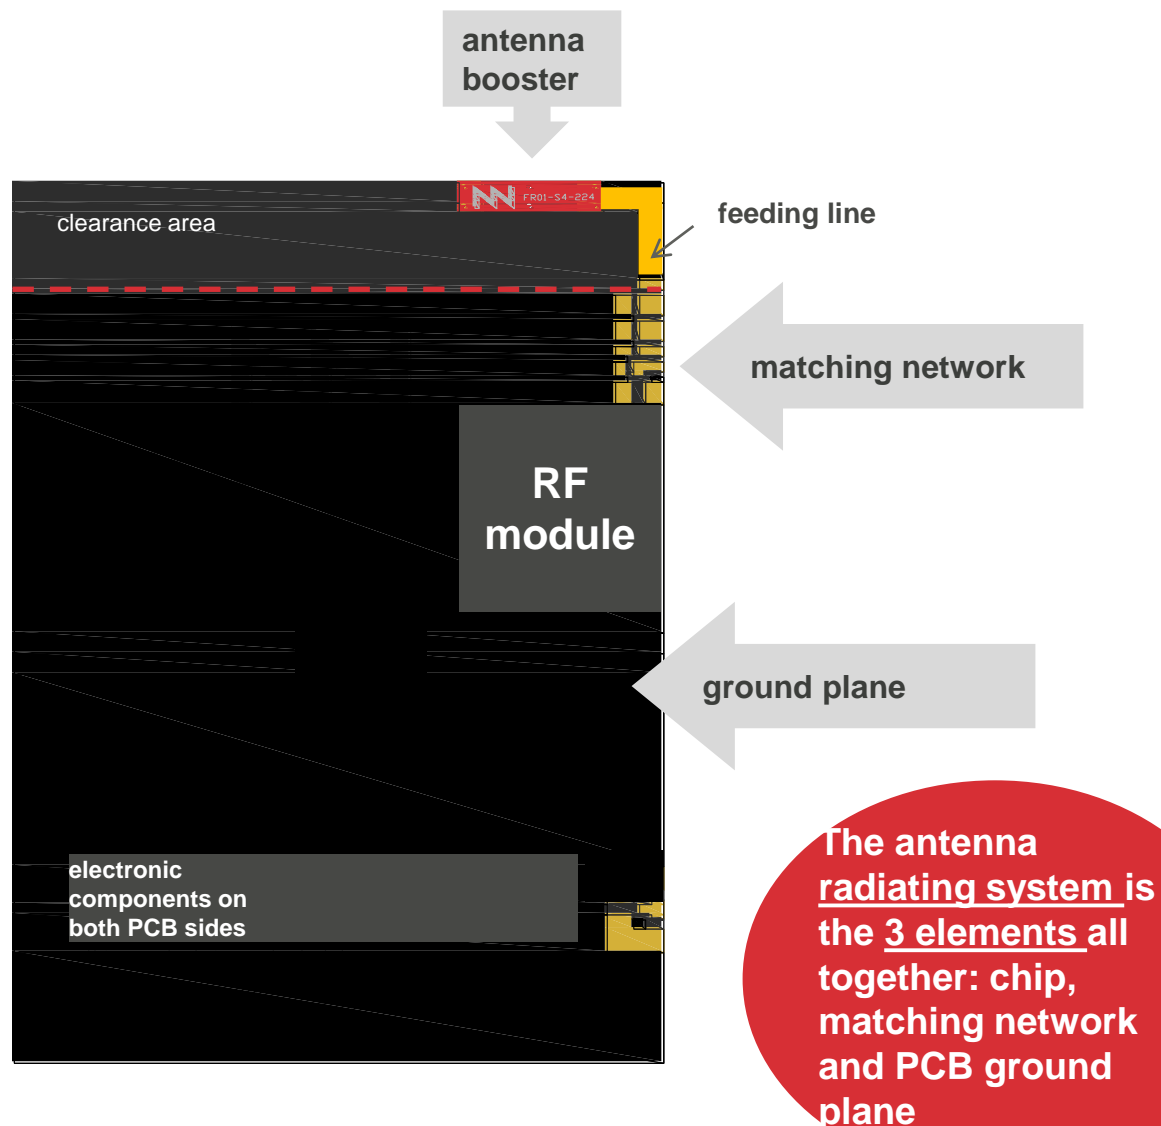 antenna
booster
FR01-S4-224
clearance area
feeding line
matching network
RF
module
ground plane
electronic
components on
both PCB sides
The antenna
radiating system is
the 3 elements all
together: chip,
matching network
and PCB ground
plane